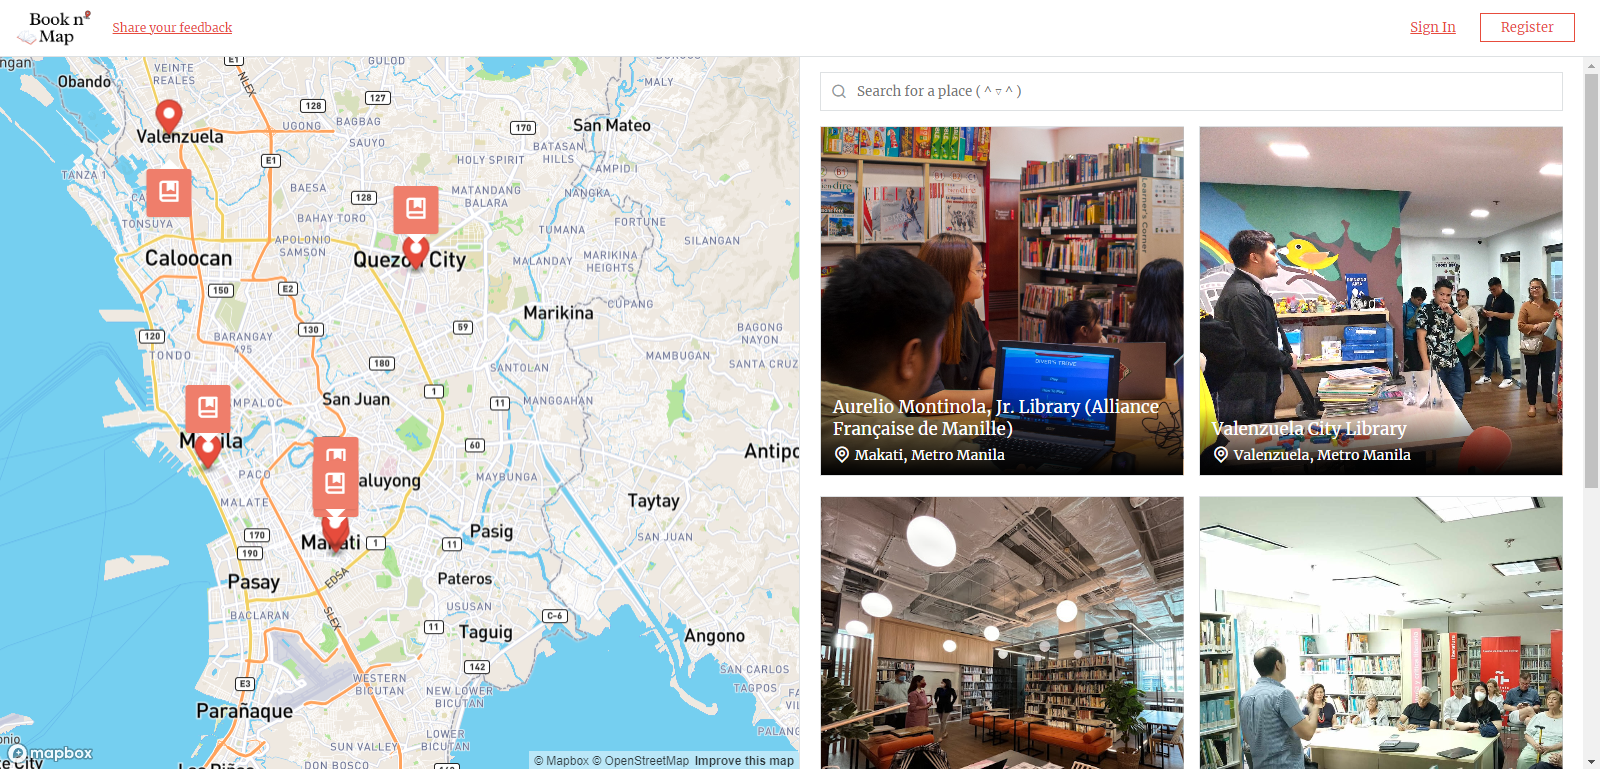 Book n'
Map
Share your feedback
Sign In
Register
Search for a place ( ^ ▿ ^ )
Obando
VEINTE
REALES
E1
GULOD
MALY
NLEX
128
127
UGONG
BAGBAG
170
San Mateo
Valenzuela
SAUYO
BATASAN
HILLS
AMPID I
TANZA 1
E1
HOLY SPIRIT
BAESA
128
MATANDANG
BALARA
NANGKA
TONSUYA
BAHAY TORO
FORTUNE
TUMANA
SILANGAN
APOLONIO
SAMSON
Caloocan
Quezon City
MALANDAY
MARIKINA
HEIGHTS
150
E2
CUPANG
Marikina
120
130
59
BARANGAY
495
BAGONG
NAYON
TONDO
180
SANTOLAN
MAMBUGAN
SANTA CRUZ
1
San Juan
11
MANGGAHAN
Manila
60
PACO
MAYBUNGA
Antipo
aluyong
MALATE
Taytay
170
Makati
1
Pasig
11
SAN JUAN
190
Pasay
EDSA
Pateros
BACLARAN
SLEX
USUSAN
C-6
11
Taguig
Angono
142
SAN CARLOS
E3
WESTERN
BICUTAN
NEW LOWER
BICUTAN
TAGPOS
Parañaque
LOWER
BICUTAN
SUN VALLEY
DON BOSCO
mapbox
© Mapbox © OpenStreetMap Improve this map
Aurelio Montinola, Jr. Library (Alliance
Française de Manille)
Makati, Metro Manila
Valenzuela City Library
Valenzuela, Metro Manila